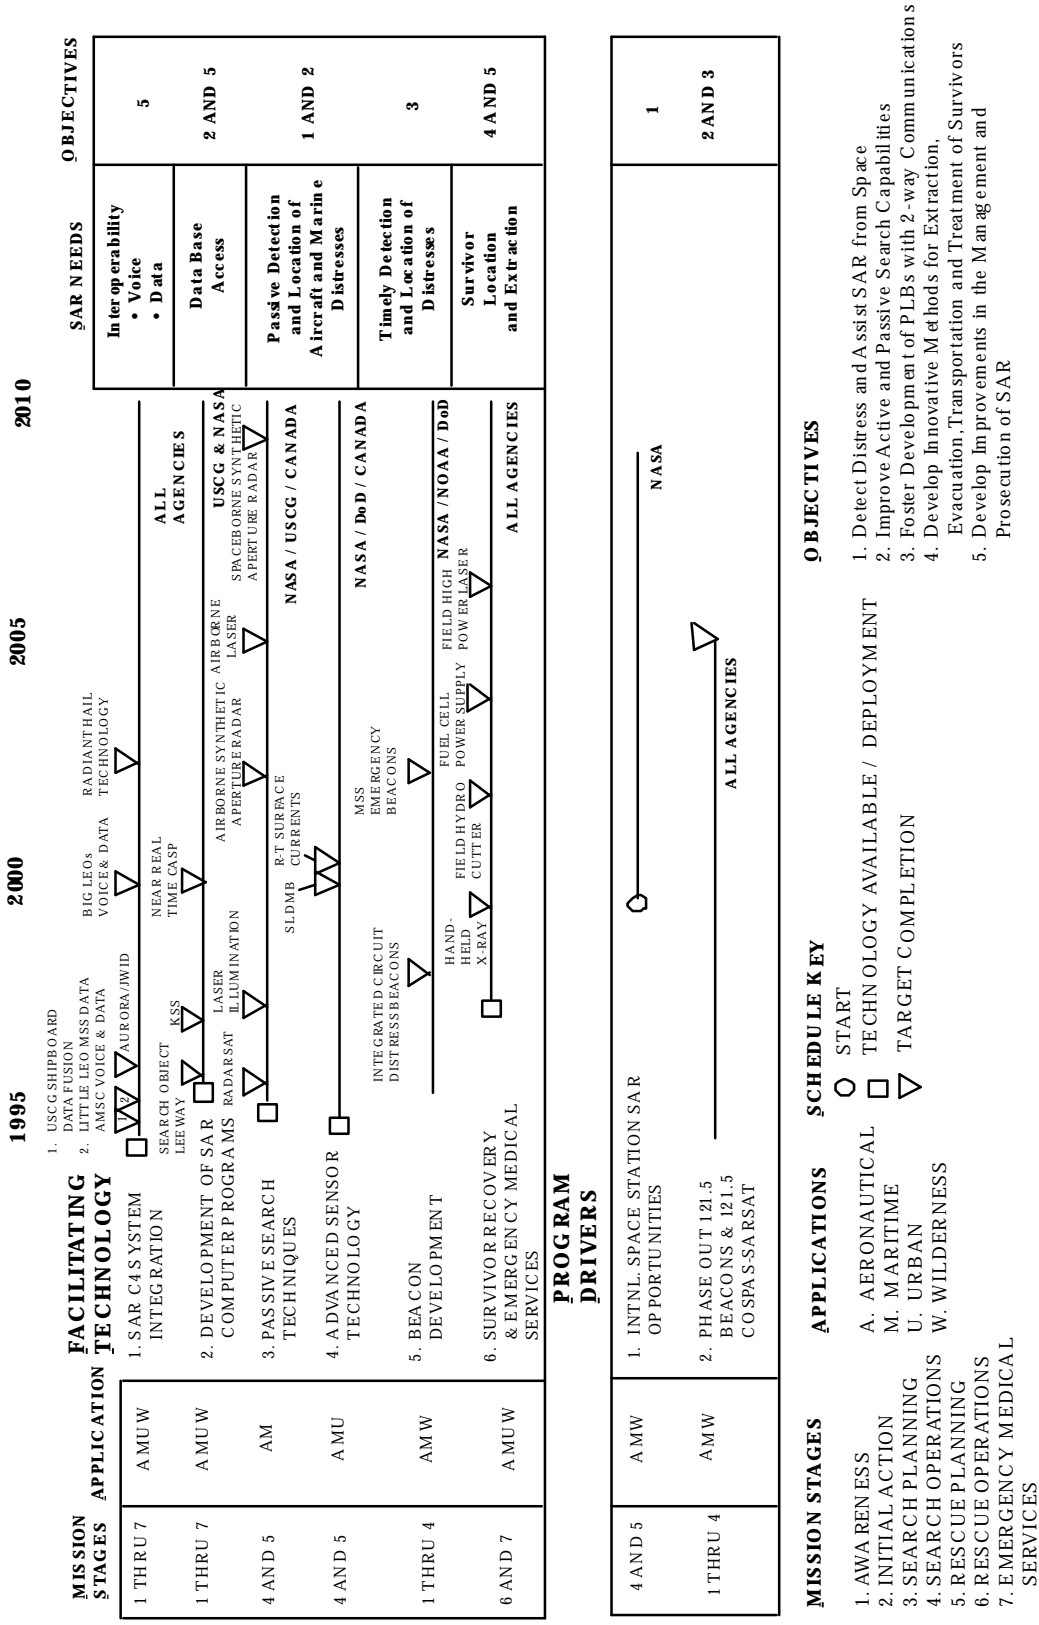 1995
2000
2005
2010
MISSION
STAGES
APPLICATION
FACILITATING
TECHNOLOGY
SAR NEEDS
OBJECTIVES
1. USCG SHIPBOARD
DATA FUSION
2. LITTLE LEO MSS DATA
AMSC VOICE & DATA
1 THRU 7
AMUW
1. SAR C4 SYSTEM
INTEGRATION
1
2
AURORA/JWID
BIG LEOs
VOICE & DATA
RADIANT HAIL
TECHNOLOGY
ALL
AGENCIES
Interoperability
• Voice
• Data
5
1 THRU 7
AMUW
2. DEVELOPMENT OF SAR
COMPUTER PROGRAMS
SEARCH OBJECT
LEEWAY
KSS
NEAR REAL
TIME CASP
USCG & NASA
Data Base
Access
2 AND 5
4 AND 5
AM
3. PASSIVE SEARCH
TECHNIQUES
RADARSAT
LASER
ILLUMINATION
AIRBORNE SYNTHETIC
APERTURE RADAR
AIRBORNE
LASER
SPACEBORNE SYNTHETIC
APERTURE RADAR
NASA / USCG / CANADA
Passive Detection
and Location of
Aircraft and Marine
Distresses
1 AND 2
4 AND 5
AMU
4. ADVANCED SENSOR
TECHNOLOGY
SLDMB
R-T SURFACE
CURRENTS
NASA / DoD / CANADA
1 THRU 4
AMW
5. BEACON
DEVELOPMENT
INTEGRATED CIRCUIT
DISTRESS BEACONS
MSS
EMERGENCY
BEACONS
NASA / NOAA / DoD
Timely Detection
and Location of
Distresses
3
6 AND 7
AMUW
6. SURVIVOR RECOVERY
& EMERGENCY MEDICAL
SERVICES
HAND-
HELD
X-RAY
FIELD HYDRO
CUTTER
FUEL CELL
POWER SUPPLY
FIELD HIGH
POWER LASER
ALL AGENCIES
Survivor
Location
and Extraction
4 AND 5
PROGRAM
DRIVERS
4 AND 5
AMW
1. INTNL. SPACE STATION SAR
OPPORTUNITIES
NASA
1
1 THRU 4
AMW
2. PHASE OUT 121.5
BEACONS & 121.5
COSPAS-SARSAT
ALL AGENCIES
2 AND 3
MISSION STAGES
1. AWARENESS
2. INITIAL ACTION
3. SEARCH PLANNING
4. SEARCH OPERATIONS
5. RESCUE PLANNING
6. RESCUE OPERATIONS
7. EMERGENCY MEDICAL
SERVICES
APPLICATIONS
A. AERONAUTICAL
M. MARITIME
U. URBAN
W. WILDERNESS
SCHEDULE KEY
START
TECHNOLOGY AVAILABLE / DEPLOYMENT
TARGET COMPLETION
OBJECTIVES
1. Detect Distress and Assist SAR from Space
2. Improve Active and Passive Search Capabilities
3. Foster Development of PLBs with 2-way Communications
4. Develop Innovative Methods for Extraction,
Evacuation, Transportation and Treatment of Survivors
5. Develop Improvements in the Management and
Prosecution of SAR